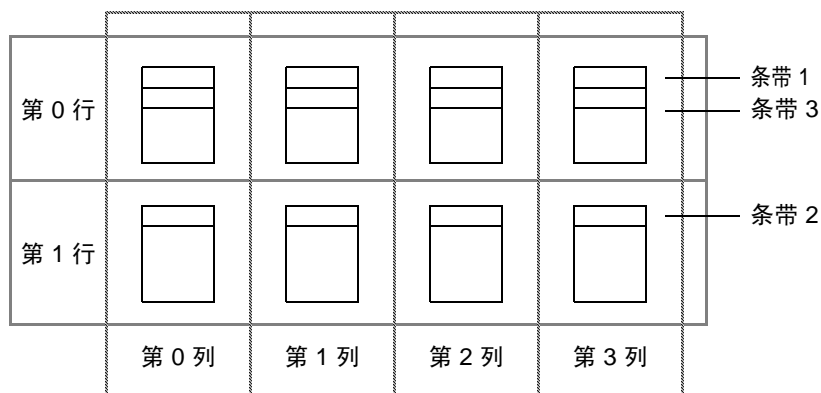 条带 1
第 0 行
条带 3
条带 2
第 1 行
第 0 列 第 1 列 第 2 列 第 3 列